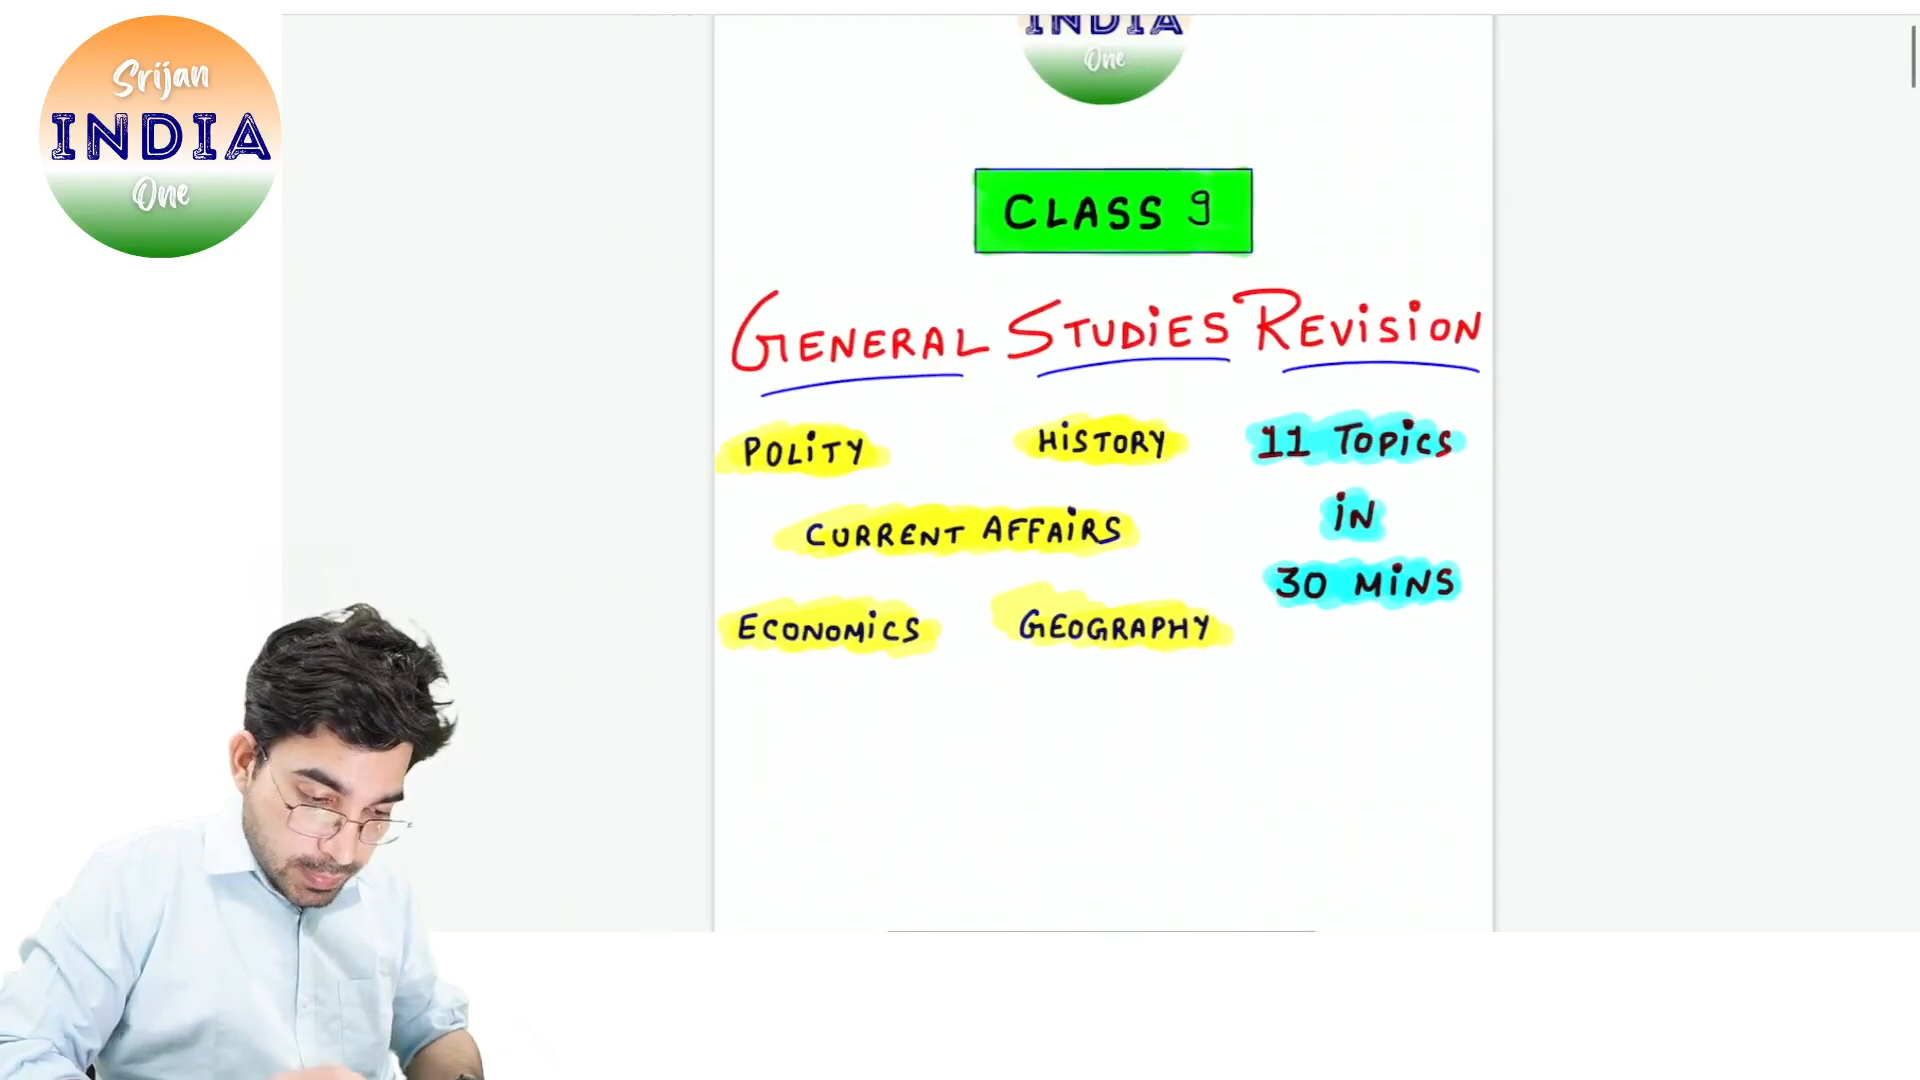 Srijan
INDIA
One
INDIA
One
CLASS 9
GENERAL STUDIES REVISION
POLITY
HISTORY
11 TOPICS
CURRENT AFFAIRS
IN
ECONOMICS
GEOGRAPHY
30 MINS